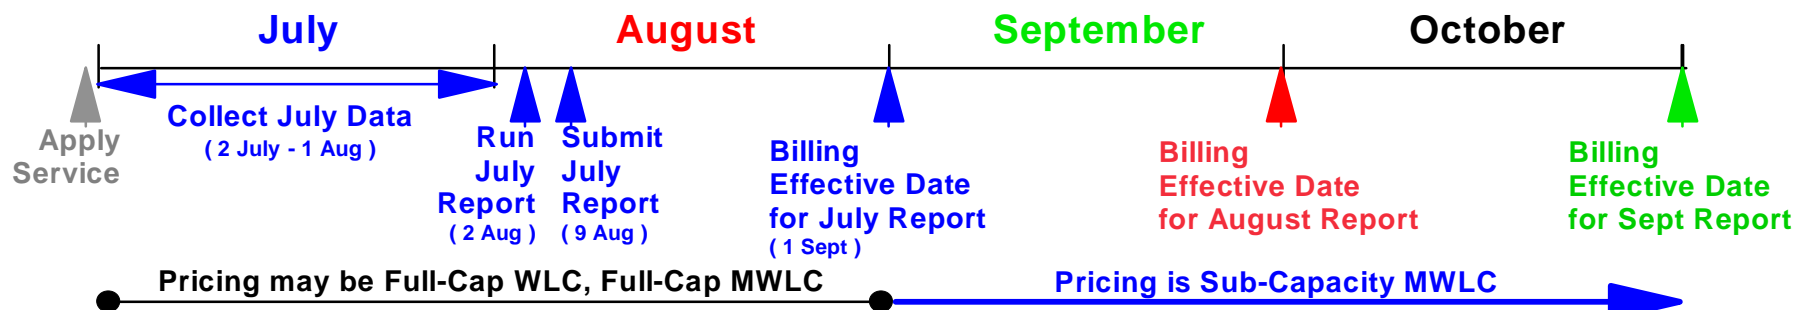 July
August
September
October
Apply
Service
Collect July Data
( 2 July - 1 Aug )
Run
July
Report
( 2 Aug )
Submit
July
Report
( 9 Aug )
Billing
Effective Date
for July Report
( 1 Sept )
Billing
Effective Date
for August Report
Billing
Effective Date
for Sept Report
Pricing may be Full-Cap WLC, Full-Cap MWLC
Pricing is Sub-Capacity MWLC